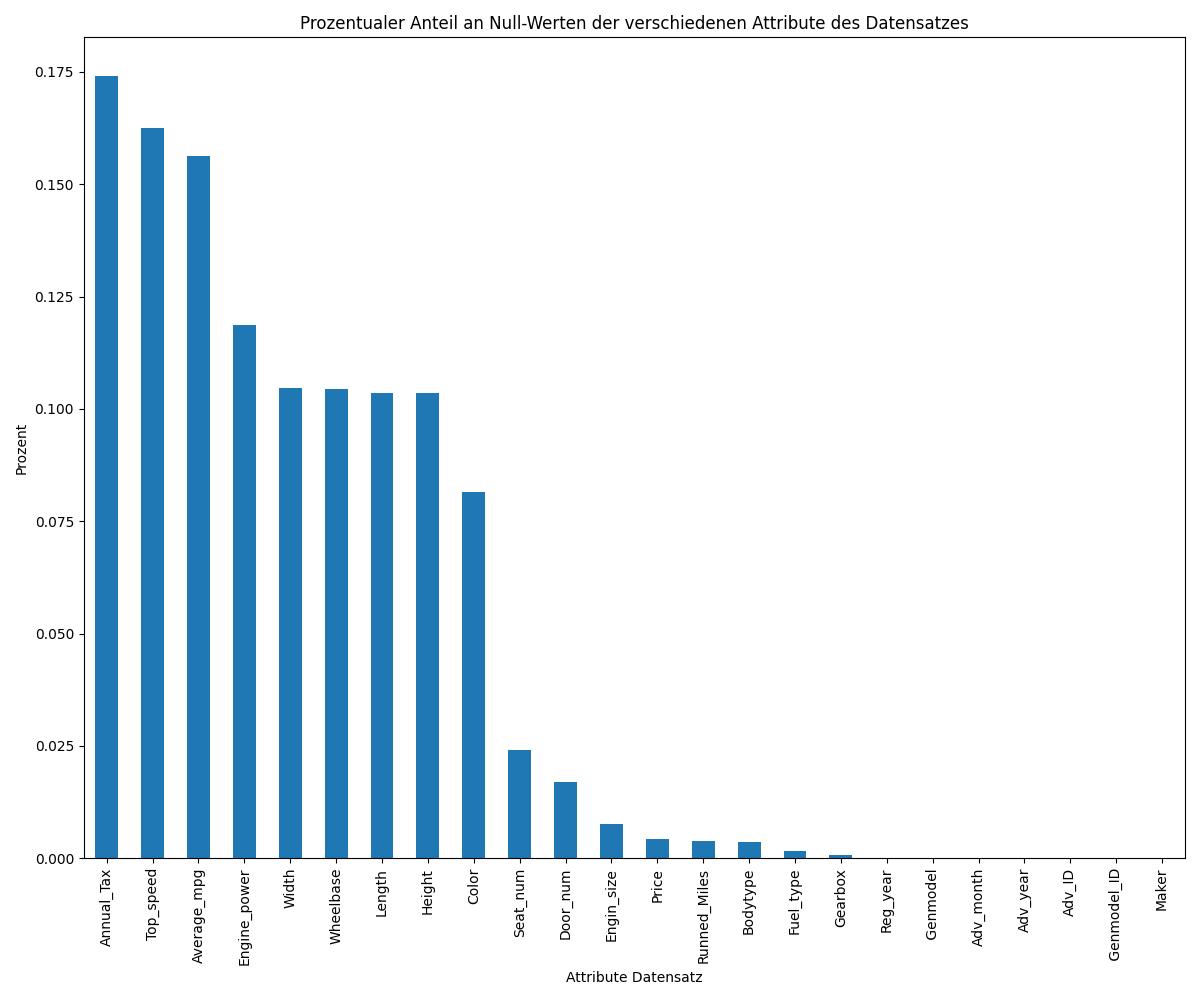 Prozentualer Anteil an Null-Werten der verschiedenen Attribute des Datensatzes
Prozent
0.175
0.150
0.125
0.100
0.075
0.050
0.025
0.000
Annual_Tax
Top_speed
Average_mpg
Engine_power
Width
Wheelbase
Length
Height
Color
Seat_num
Door_num
Engin_size
Price
Runned_Miles
Bodytype
Fuel_type
Gearbox
Reg_year
Genmodel
Adv_month
Adv_year
Adv_ID
Genmodel_ID
Maker
Attribute Datensatz